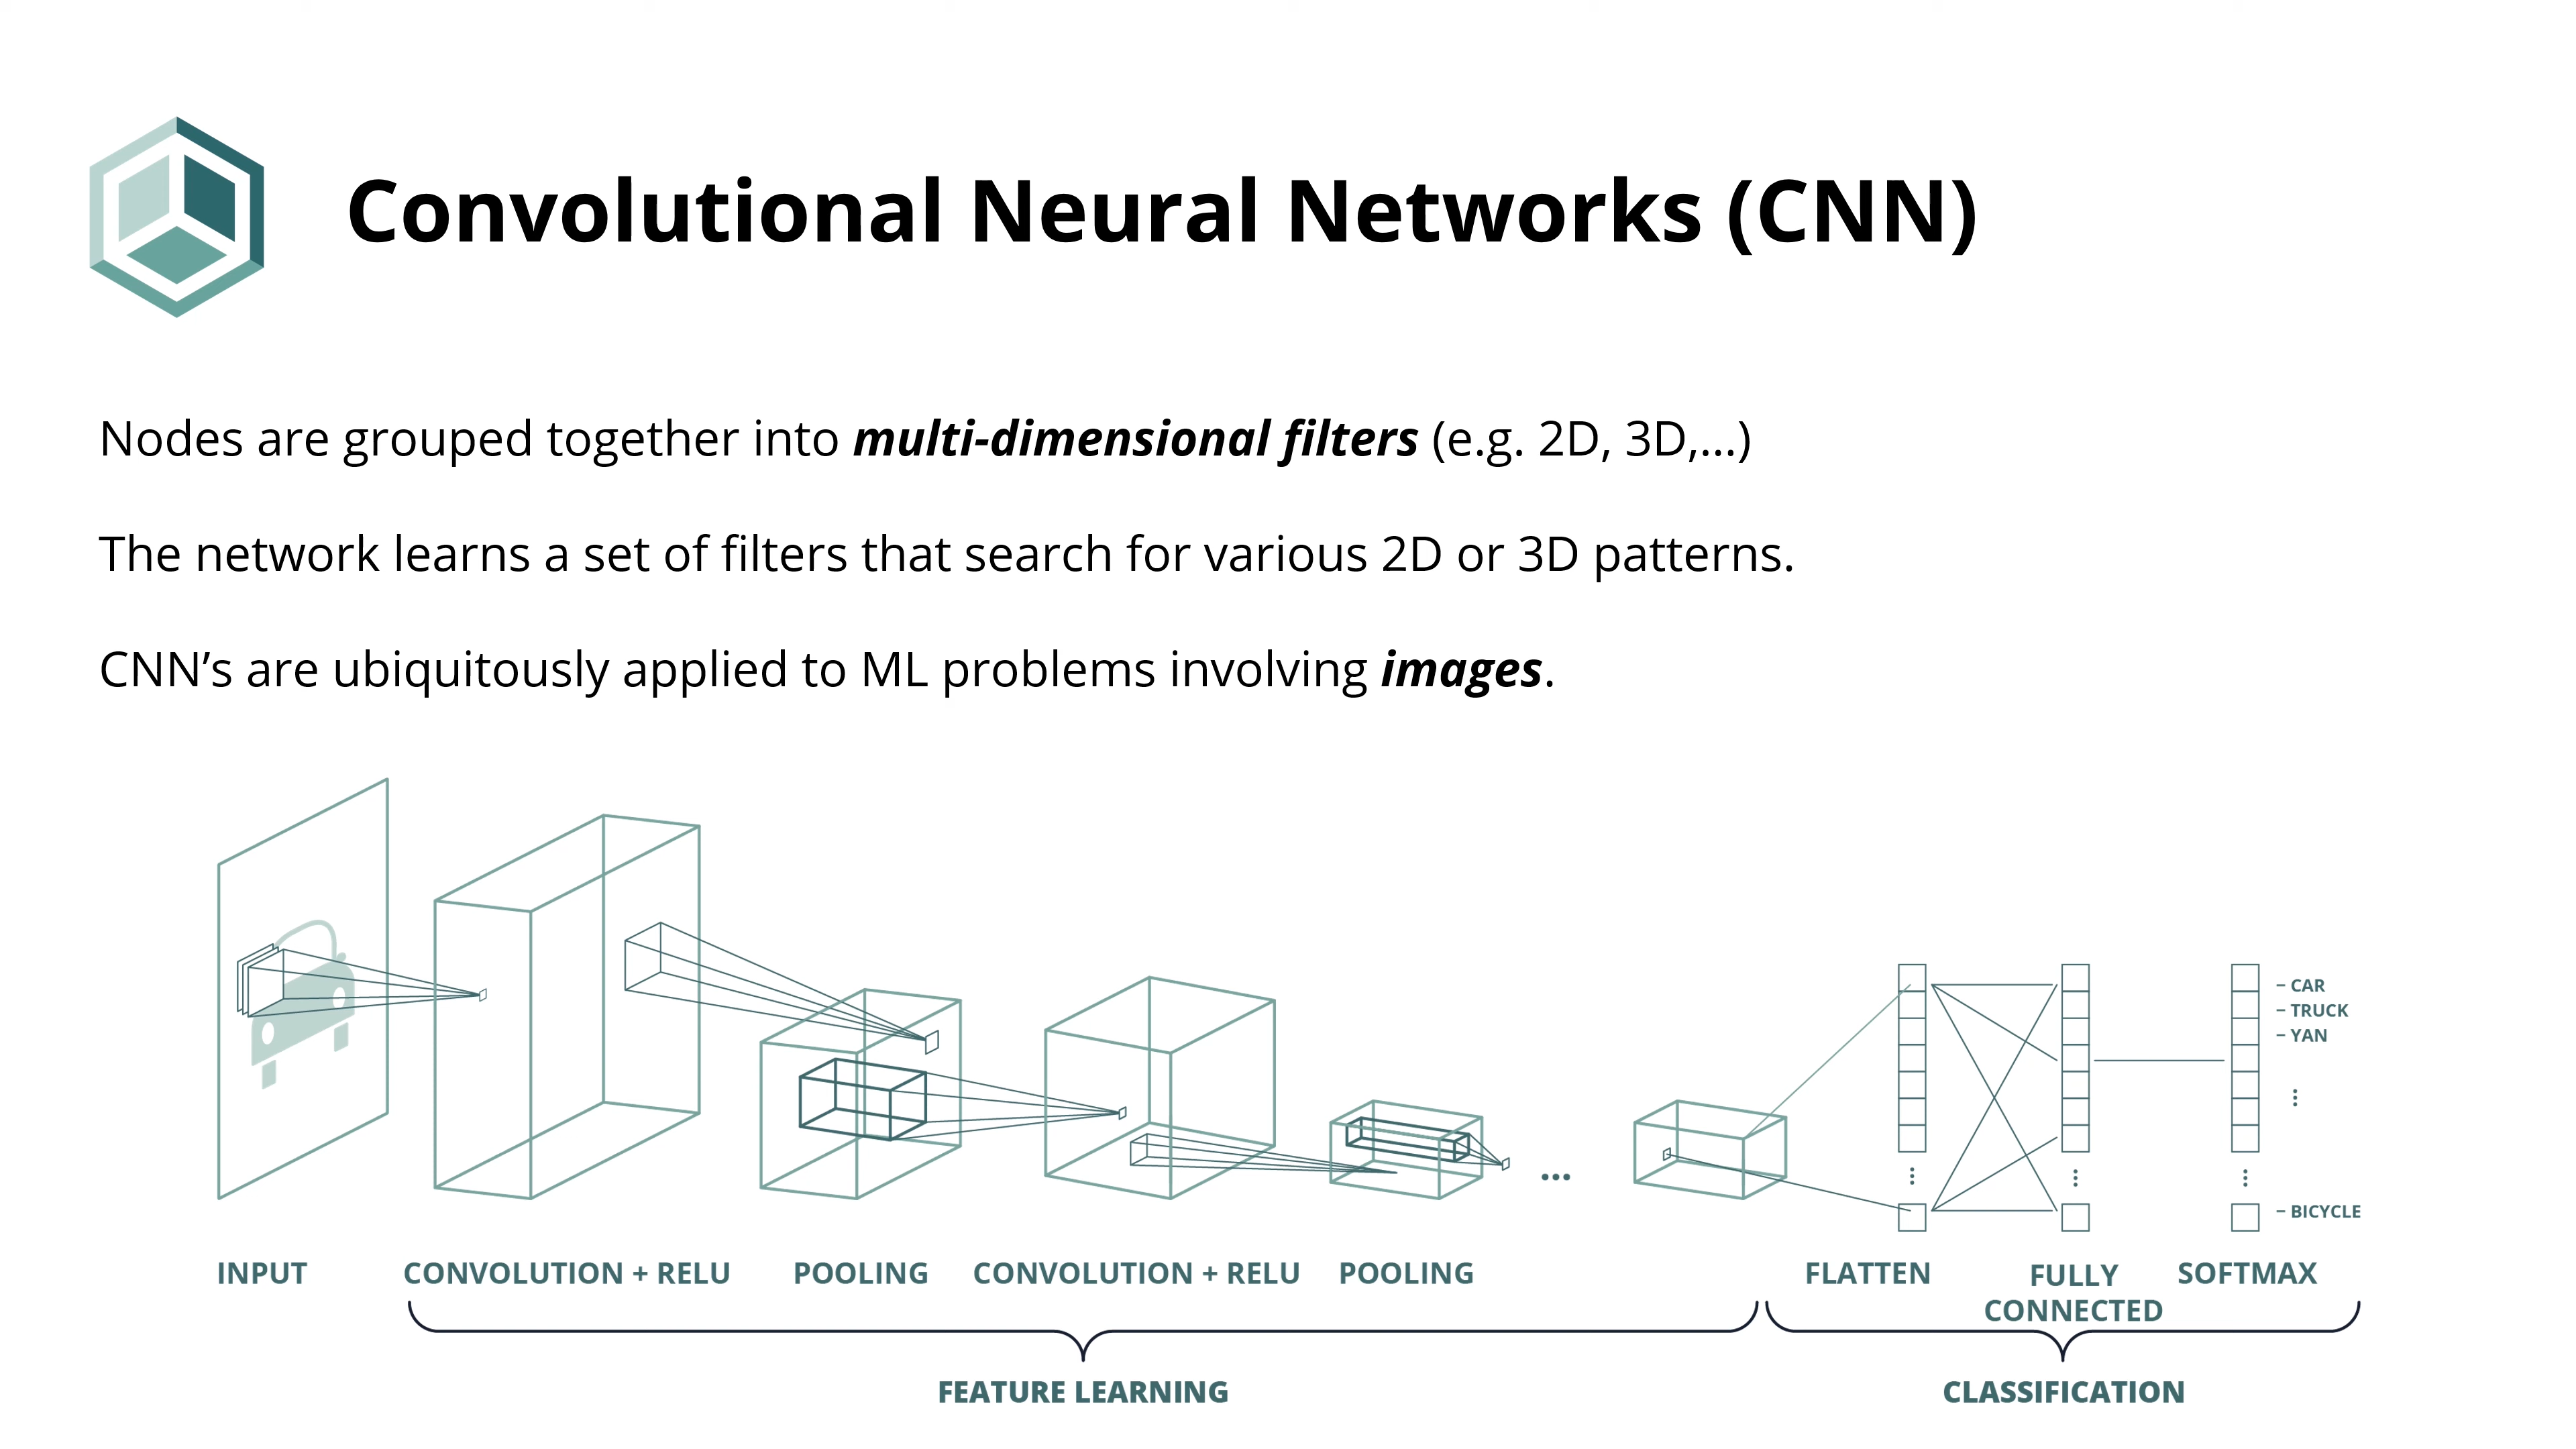 Convolutional Neural Networks (CNN)
Nodes are grouped together into multi-dimensional filters (e.g. 2D, 3D,...)
The network learns a set of filters that search for various 2D or 3D patterns.
CNN’s are ubiquitously applied to ML problems involving images.
– CAR
– TRUCK
– YAN
– BICYCLE
INPUT
CONVOLUTION + RELU
POOLING
CONVOLUTION + RELU
POOLING
FLATTEN
FULLY
CONNECTED
SOFTMAX
FEATURE LEARNING
CLASSIFICATION